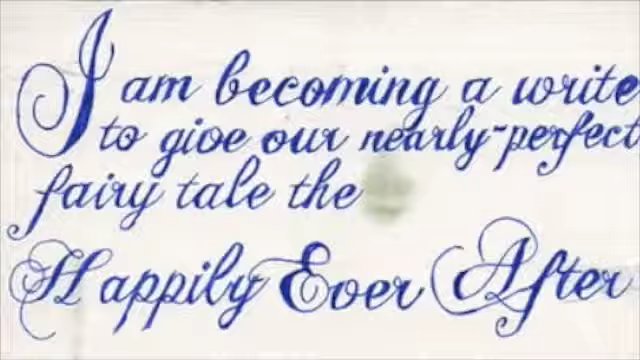 I am becoming a write
to give our nearly-perfect
fairy tale the
Happily Ever After